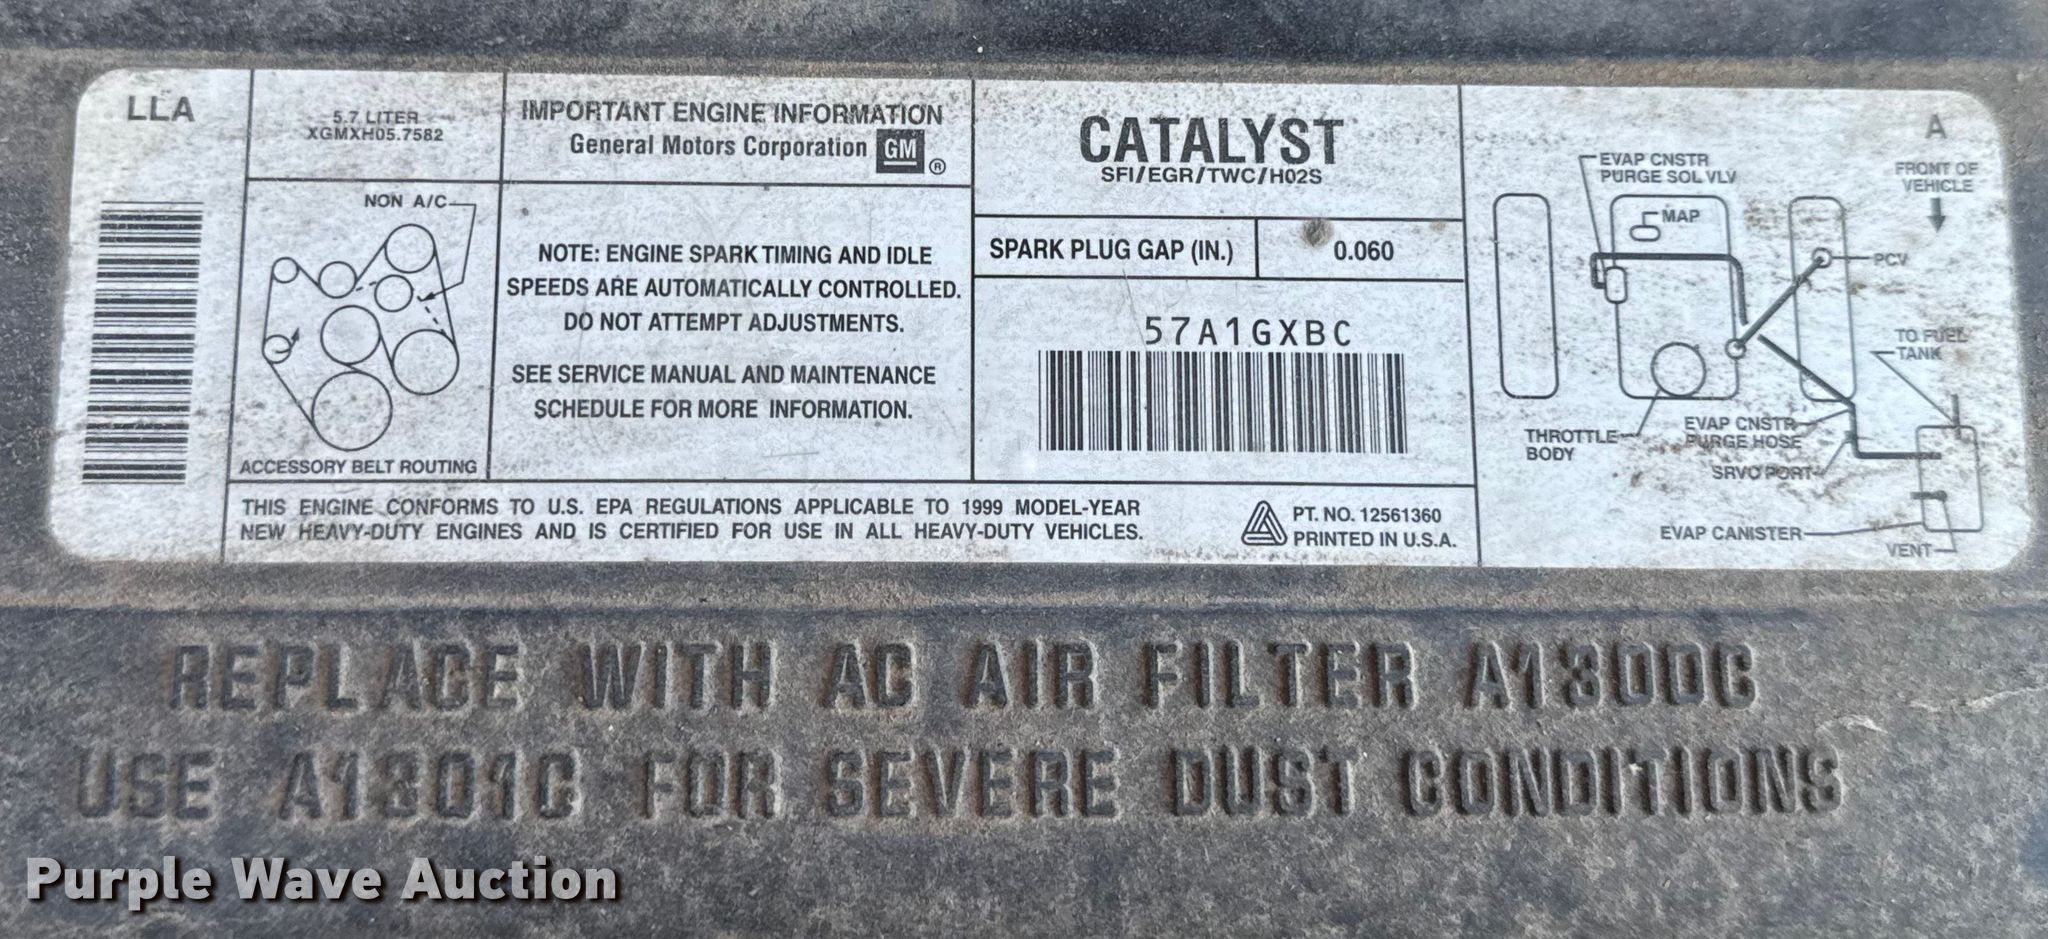 LLA
5.7 LITER
XGMXH05.7582
NON A/C
ACCESSORY BELT ROUTING
IMPORTANT ENGINE INFORMATION
General Motors Corporation GM ®
NOTE: ENGINE SPARK TIMING AND IDLE
SPEEDS ARE AUTOMATICALLY CONTROLLED.
DO NOT ATTEMPT ADJUSTMENTS.
SEE SERVICE MANUAL AND MAINTENANCE
SCHEDULE FOR MORE INFORMATION.
CATALYST
SFI/EGR/TWC/H02S
SPARK PLUG GAP (IN.) 0.060
57A1GXBC
THIS ENGINE CONFORMS TO U.S. EPA REGULATIONS APPLICABLE TO 1999 MODEL-YEAR
NEW HEAVY-DUTY ENGINES AND IS CERTIFIED FOR USE IN ALL HEAVY-DUTY VEHICLES.
PT. NO. 12561360
PRINTED IN U.S.A.
EVAP CNSTR
PURGE SOL VLV
MAP
A
FRONT OF
VEHICLE
PCV
TO FUEL
TANK
THROTTLE
BODY
EVAP CNSTR
PURGE HOSE
SRVO PORT
EVAP CANISTER
VENT
REPLACE WITH AC AIR FILTER A1300C
USE A1301C FOR SEVERE DUST CONDITIONS
Purple Wave Auction